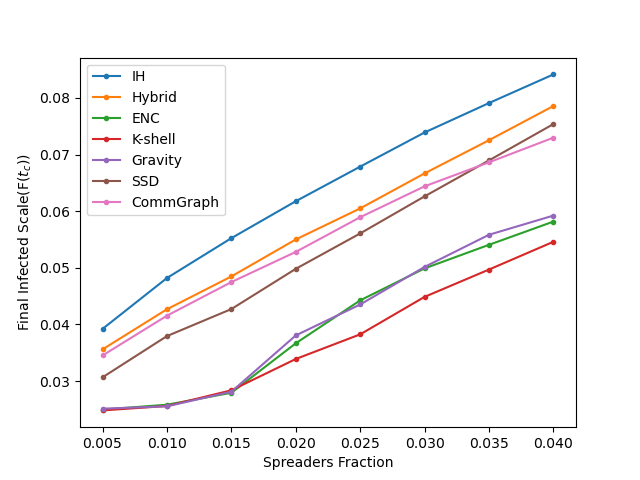 IH
Hybrid
ENC
K-shell
Gravity
SSD
CommGraph
0.08
0.07
0.06
0.05
0.04
0.03
Final Infected Scale(F(t_c))
0.005 0.010 0.015 0.020 0.025 0.030 0.035 0.040
Spreaders Fraction